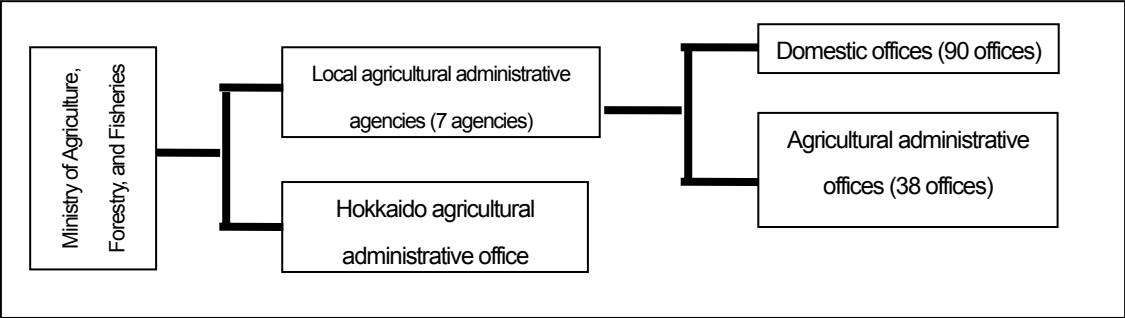 Ministry of Agriculture,
Forestry, and Fisheries
Local agricultural administrative
agencies (7 agencies)
Hokkaido agricultural
administrative office
Domestic offices (90 offices)
Agricultural administrative
offices (38 offices)